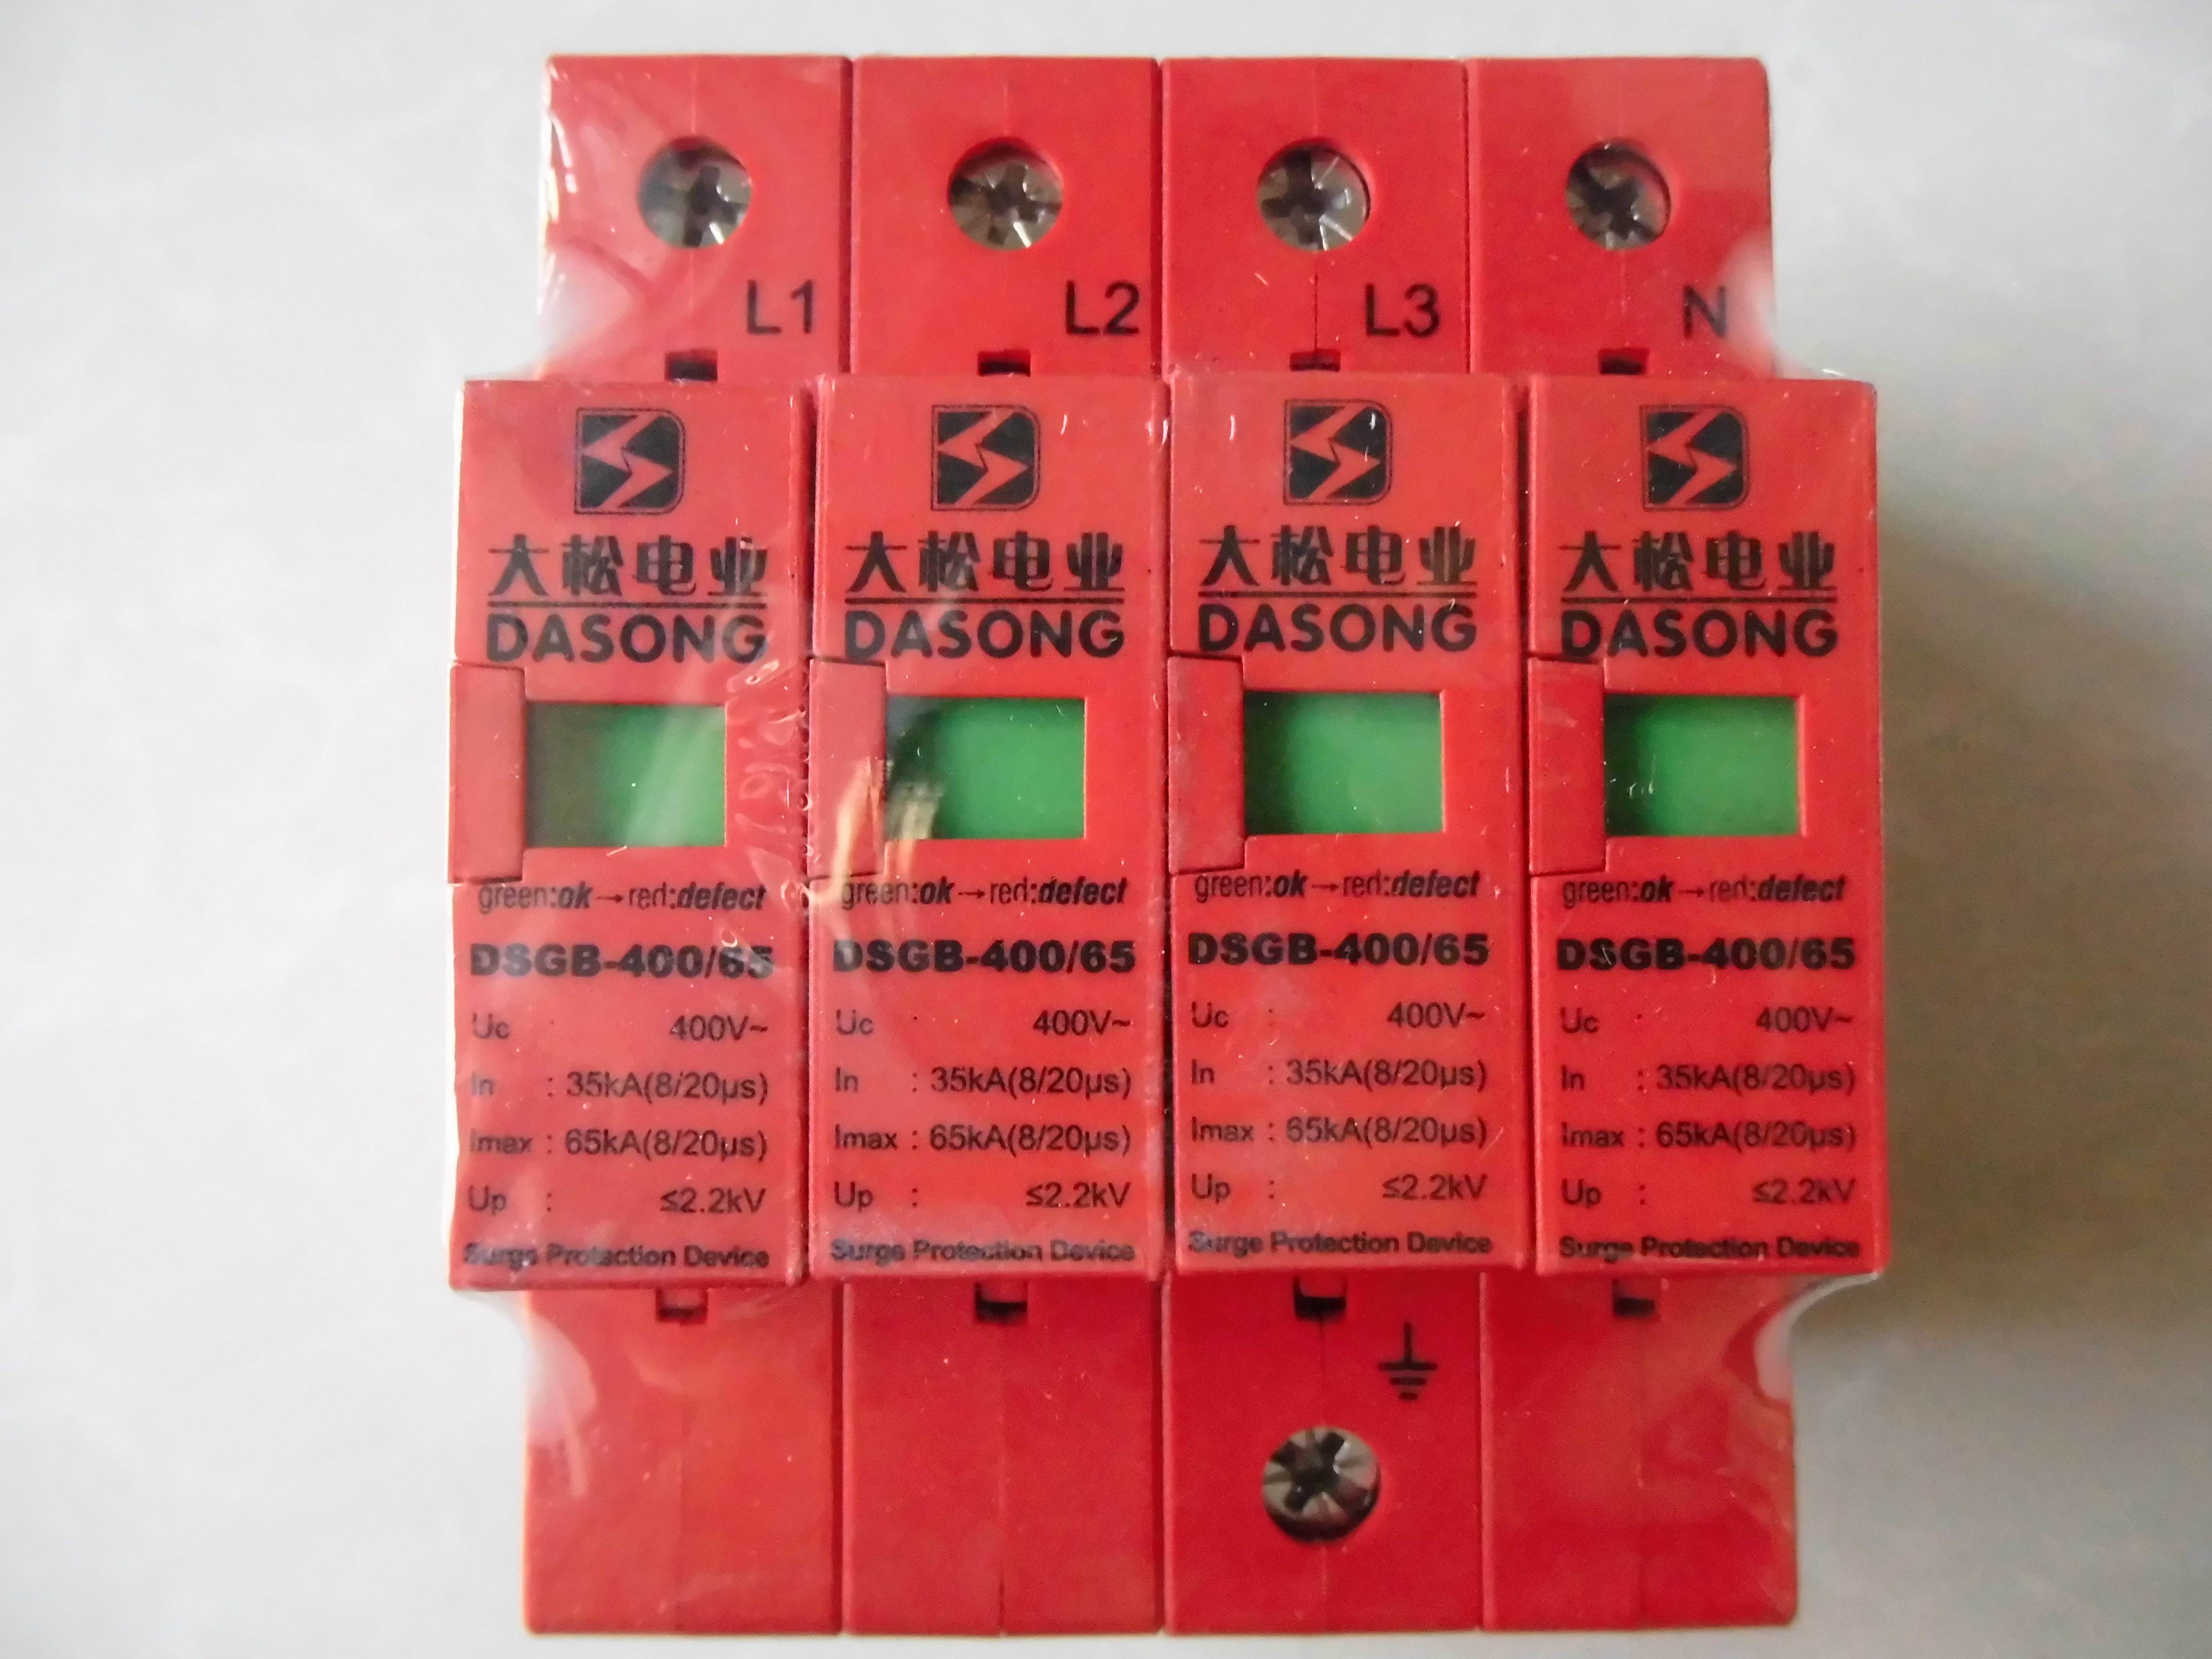 L1 L2 L3 N
大松电业
DASONG
green:ok→red:defect
DSGB-400/65
Uc : 400V~
In : 35kA(8/20µs)
Imax : 65kA(8/20µs)
Up : ≤2.2kV
Surge Protection Device
大松电业
DASONG
green:ok→red:defect
DSGB-400/65
Uc : 400V~
In : 35kA(8/20µs)
Imax : 65kA(8/20µs)
Up : ≤2.2kV
Surge Protection Device
大松电业
DASONG
green:ok→red:defect
DSGB-400/65
Uc : 400V~
In : 35kA(8/20µs)
Imax : 65kA(8/20µs)
Up : ≤2.2kV
Surge Protection Device
大松电业
DASONG
green:ok→red:defect
DSGB-400/65
Uc : 400V~
In : 35kA(8/20µs)
Imax : 65kA(8/20µs)
Up : ≤2.2kV
Surge Protection Device